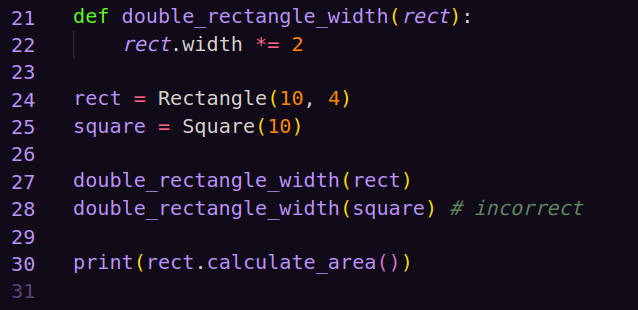 21 def double_rectangle_width(rect):
22     rect.width *= 2
23
24 rect = Rectangle(10, 4)
25 square = Square(10)
26
27 double_rectangle_width(rect)
28 double_rectangle_width(square) # incorrect
29
30 print(rect.calculate_area())
31